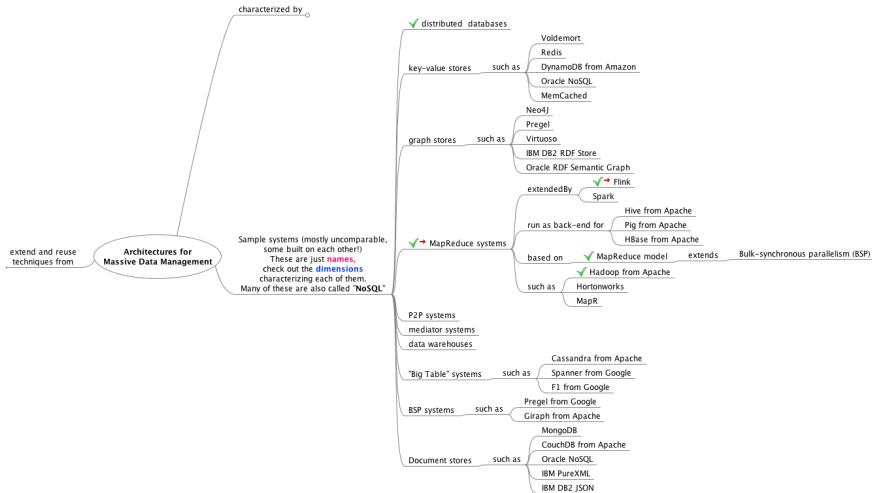 characterized by
extend and reuse
techniques from
Architectures for
Massive Data Management
Sample systems (mostly uncomparable,
some built on each other!)
These are just names,
check out the dimensions
characterizing each of them.
Many of these are also called "NoSQL"
distributed databases
key-value stores
such as
Voldemort
Redis
DynamoDB from Amazon
Oracle NoSQL
MemCached
graph stores
such as
Neo4J
Pregel
Virtuoso
IBM DB2 RDF Store
Oracle RDF Semantic Graph
MapReduce systems
extendedBy
Flink
Spark
run as back-end for
Hive from Apache
Pig from Apache
HBase from Apache
based on
MapReduce model
extends
Bulk-synchronous parallelism (BSP)
such as
Hadoop from Apache
Hortonworks
MapR
P2P systems
mediator systems
data warehouses
"Big Table" systems
such as
Cassandra from Apache
Spanner from Google
F1 from Google
BSP systems
such as
Pregel from Google
Giraph from Apache
Document stores
such as
MongoDB
CouchDB from Apache
Oracle NoSQL
IBM PureXML
IBM DB2 JSON